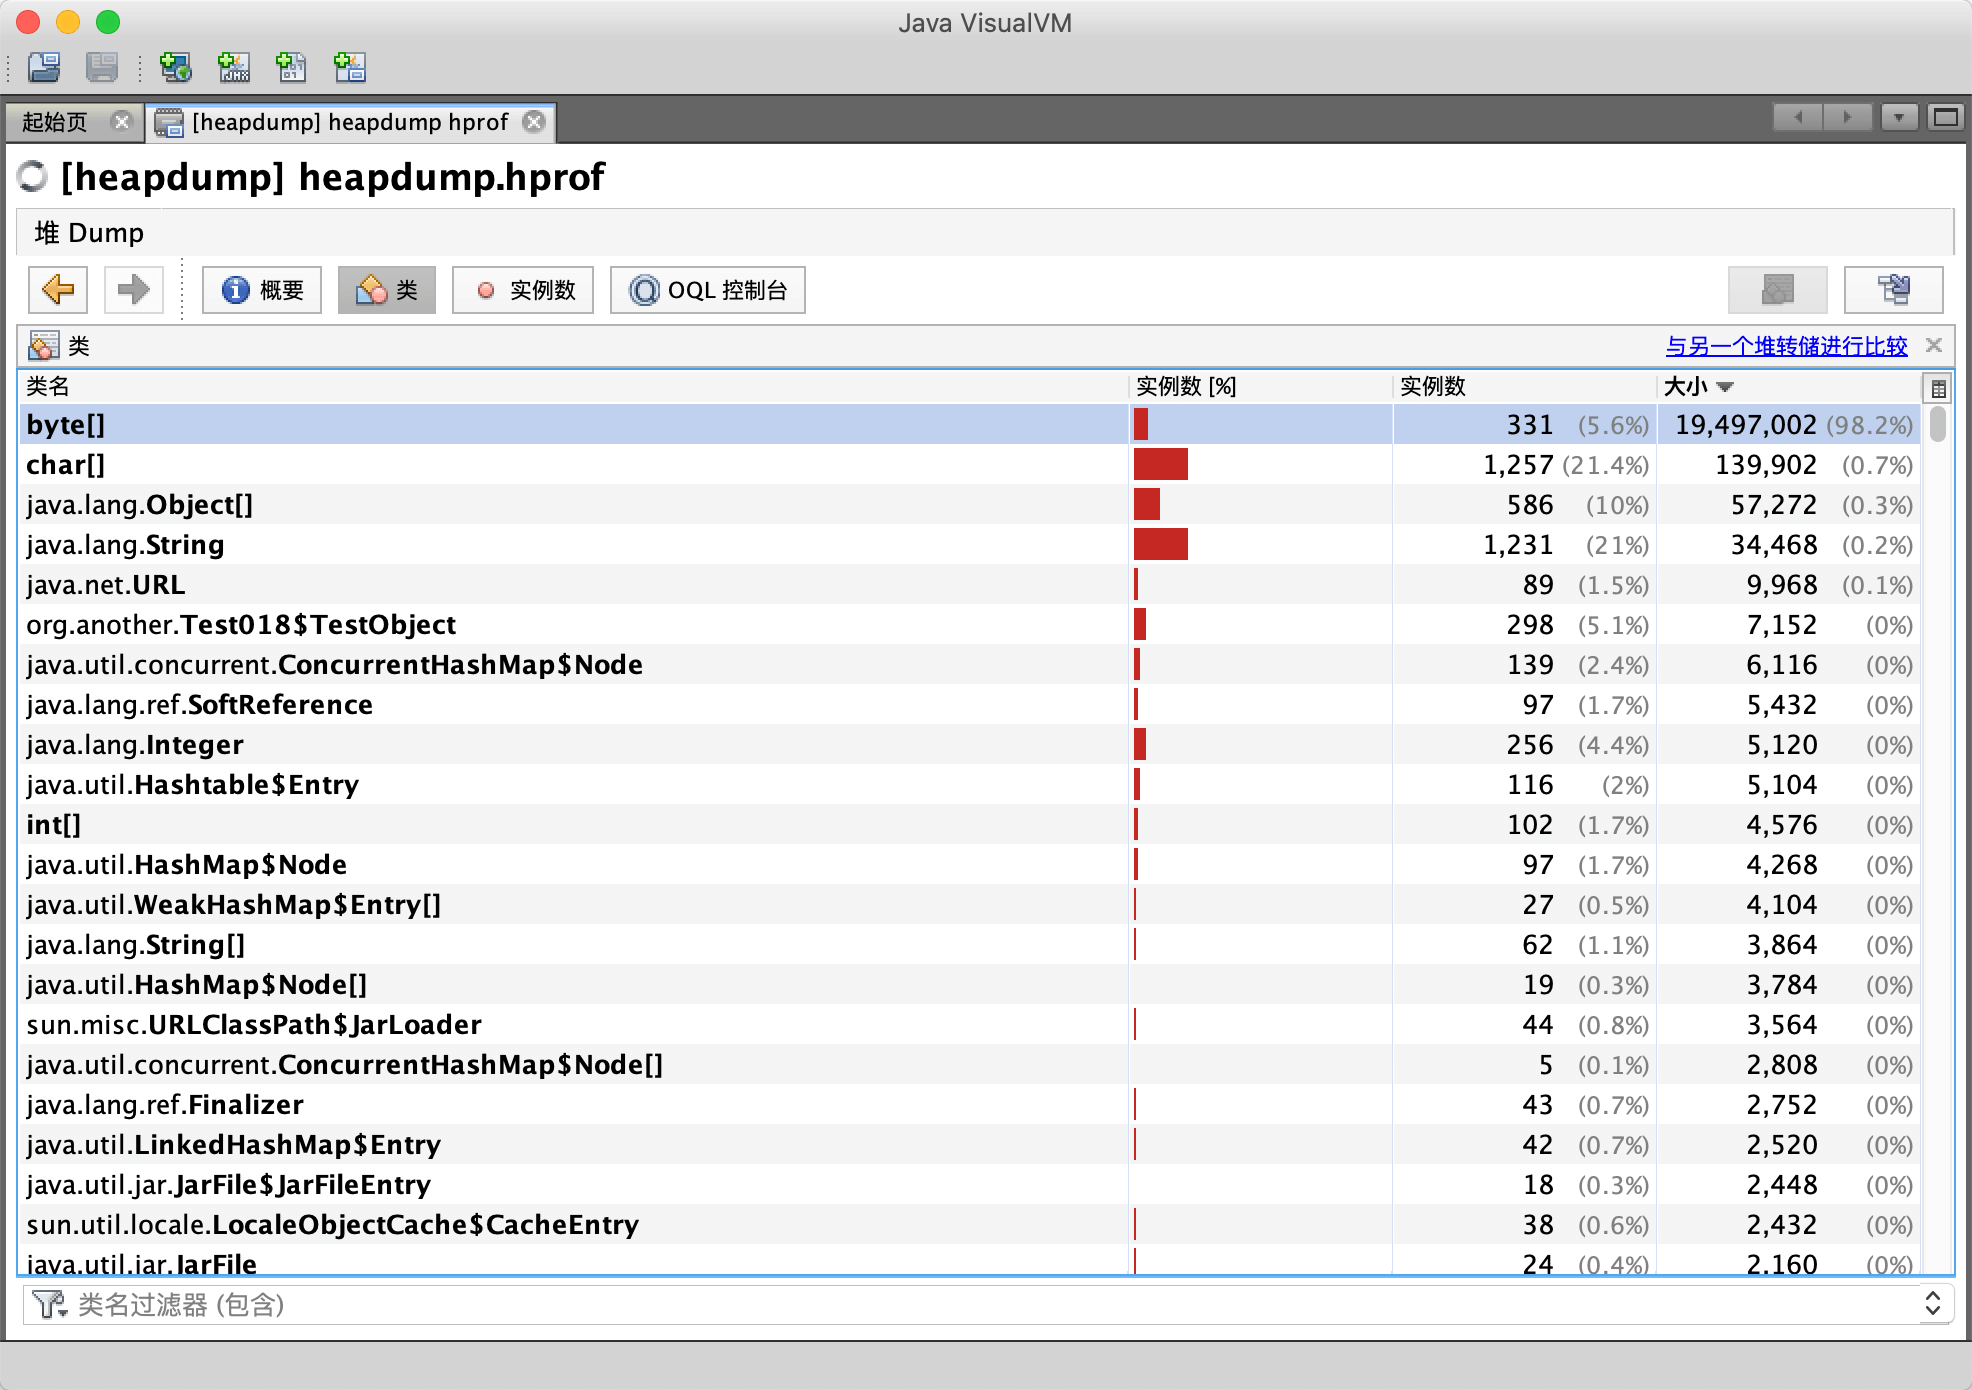 Java VisualVM
起始页
[heapdump] heapdump hprof
[heapdump] heapdump.hprof
堆 Dump
概要 类 实例数 OQL 控制台
类 与另一个堆转储进行比较
类名 实例数 [%] 实例数 大小
byte[] 331 (5.6%) 19,497,002 (98.2%)
char[] 1,257 (21.4%) 139,902 (0.7%)
java.lang.Object[] 586 (10%) 57,272 (0.3%)
java.lang.String 1,231 (21%) 34,468 (0.2%)
java.net.URL 89 (1.5%) 9,968 (0.1%)
org.another.Test018$TestObject 298 (5.1%) 7,152 (0%)
java.util.concurrent.ConcurrentHashMap$Node 139 (2.4%) 6,116 (0%)
java.lang.ref.SoftReference 97 (1.7%) 5,432 (0%)
java.lang.Integer 256 (4.4%) 5,120 (0%)
java.util.Hashtable$Entry 116 (2%) 5,104 (0%)
int[] 102 (1.7%) 4,576 (0%)
java.util.HashMap$Node 97 (1.7%) 4,268 (0%)
java.util.WeakHashMap$Entry[] 27 (0.5%) 4,104 (0%)
java.lang.String[] 62 (1.1%) 3,864 (0%)
java.util.HashMap$Node[] 19 (0.3%) 3,784 (0%)
sun.misc.URLClassPath$JarLoader 44 (0.8%) 3,564 (0%)
java.util.concurrent.ConcurrentHashMap$Node[] 5 (0.1%) 2,808 (0%)
java.lang.ref.Finalizer 43 (0.7%) 2,752 (0%)
java.util.LinkedHashMap$Entry 42 (0.7%) 2,520 (0%)
java.util.jar.JarFile$JarFileEntry 18 (0.3%) 2,448 (0%)
sun.util.locale.LocaleObjectCache$CacheEntry 38 (0.6%) 2,432 (0%)
java.util.jar.JarFile 24 (0.4%) 2,160 (0%)
类名过滤器 (包含)